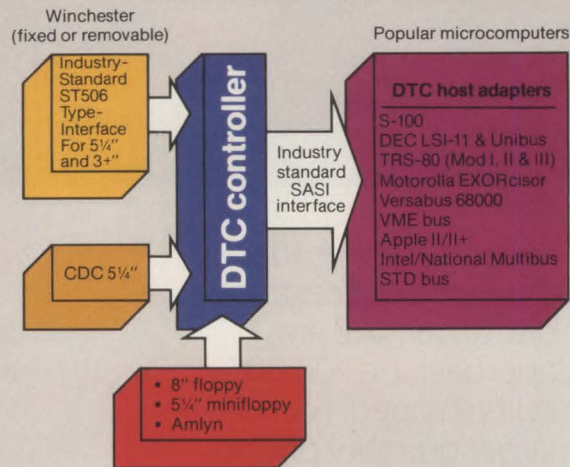 Winchester
(fixed or removable)
Industry-
Standard
ST506
Type-
Interface
For 5¼"
and 3+"
CDC 5¼"
DTC controller
• 8" floppy
• 5¼" minifloppy
• Amlyn
Industry
standard
SASI
interface
Popular microcomputers
DTC host adapters
S-100
DEC LSI-11 & Unibus
TRS-80 (Mod I, II & III)
Motorolla EXORcisor
Versabus 68000
VME bus
Apple II/II+
Intel/National Multibus
STD bus